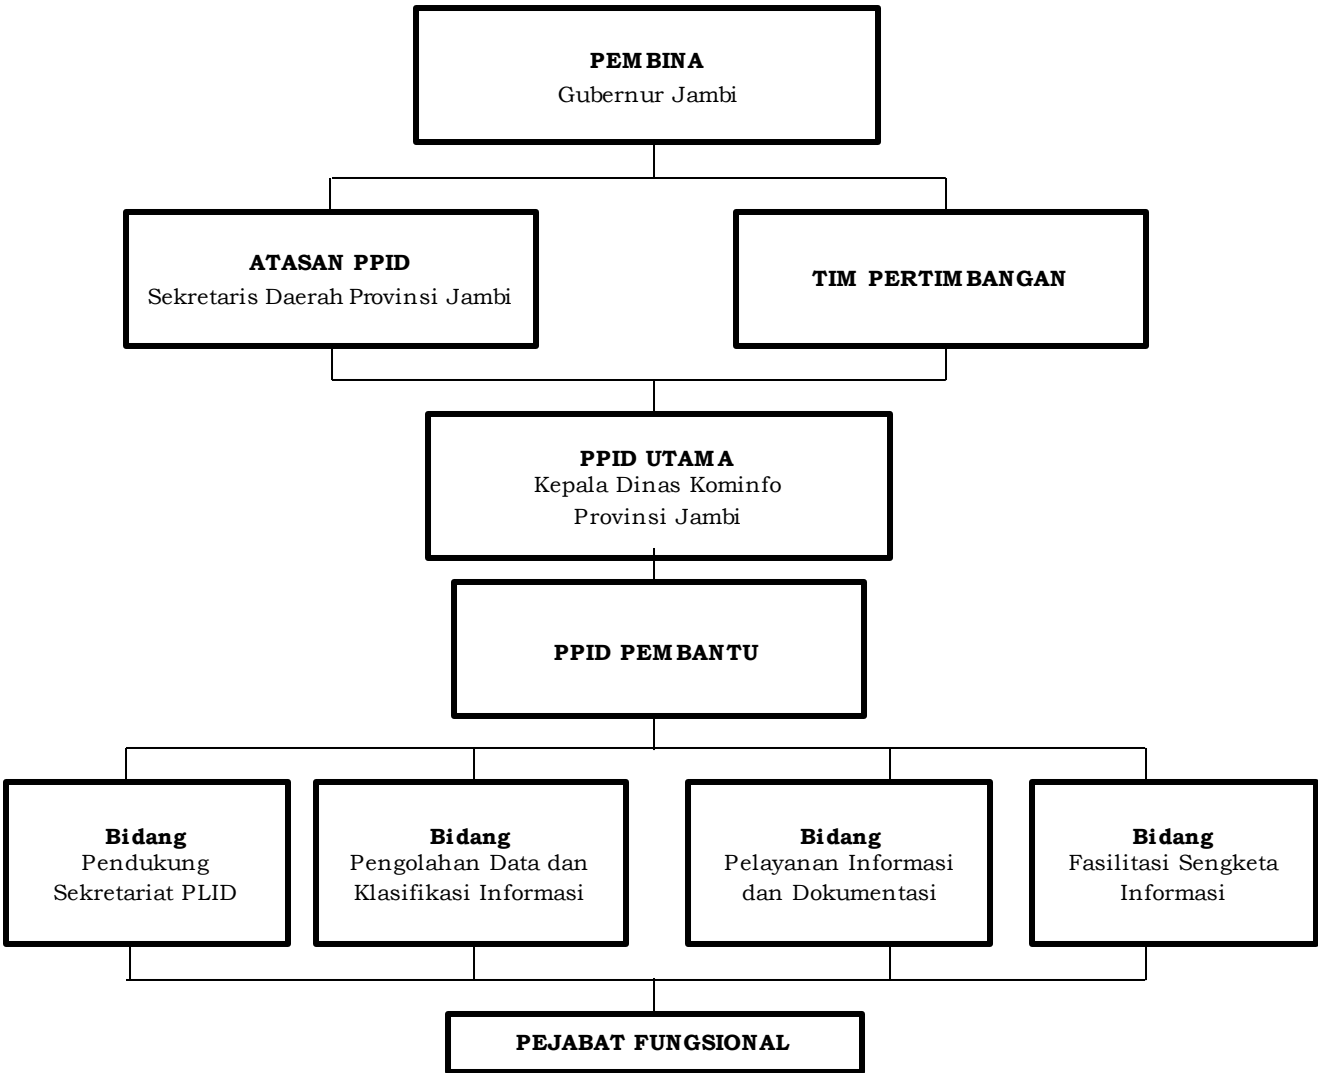 PEMBINA
Gubernur Jambi
ATASAN PPID
Sekretaris Daerah Provinsi Jambi
TIM PERTIMBANGAN
PPID UTAMA
Kepala Dinas Kominfo
Provinsi Jambi
PPID PEMBANTU
Bidang
Pendukung
Sekretariat PLID
Bidang
Pengolahan Data dan
Klasifikasi Informasi
Bidang
Pelayanan Informasi
dan Dokumentasi
Bidang
Fasilitasi Sengketa
Informasi
PEJABAT FUNGSIONAL